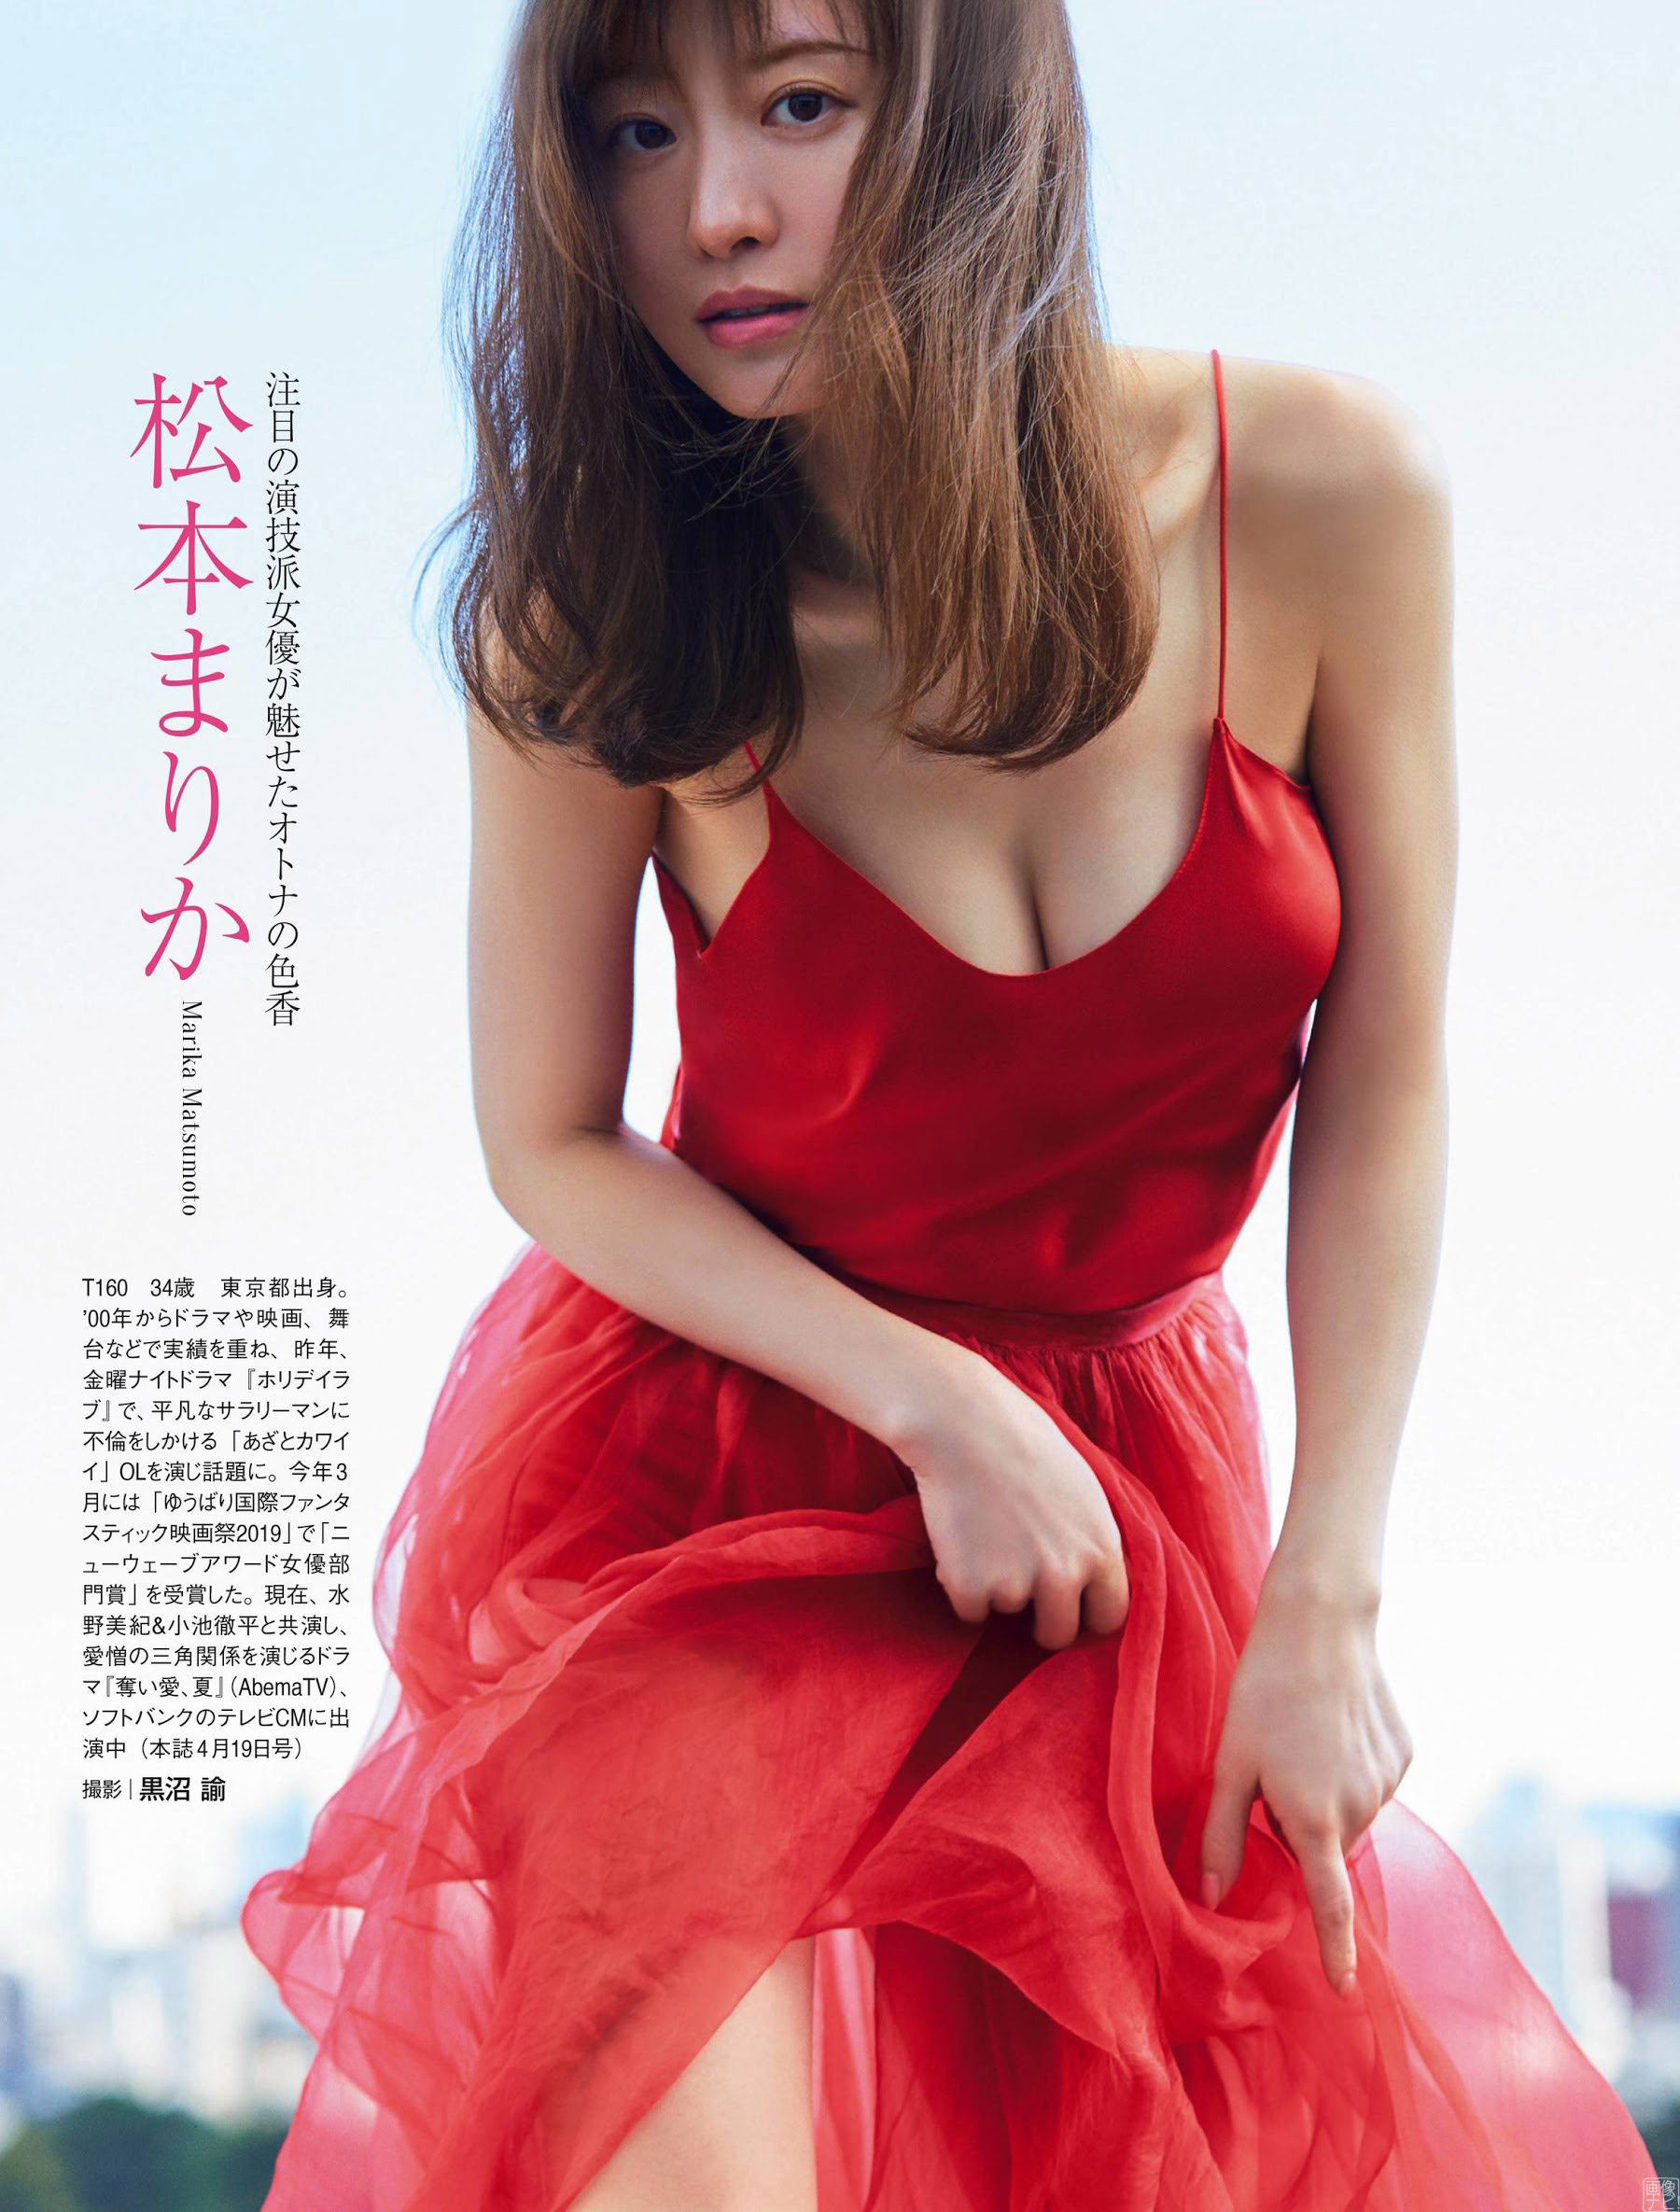 注目の演技派女優が魅せたオトナの色香
松本まりか
Marika Matsumoto
T160　34歳　東京都出身。
’00年からドラマや映画、舞
台などで実績を重ね、昨年、
金曜ナイトドラマ『ホリデイラ
ブ』で、平凡なサラリーマンに
不倫をしかける「あざとカワイ
イ」OLを演じ話題に。今年3
月には「ゆうばり国際ファンタ
スティック映画祭2019」で「ニ
ューウェーブアワード女優部
門賞」を受賞した。現在、水
野美紀&小池徹平と共演し、
愛憎の三角関係を演じるドラ
マ『奪い愛、夏』（AbemaTV）、
ソフトバンクのテレビCMに出
演中（本誌4月19日号）
撮影｜黒沼 諭
画像ナビ